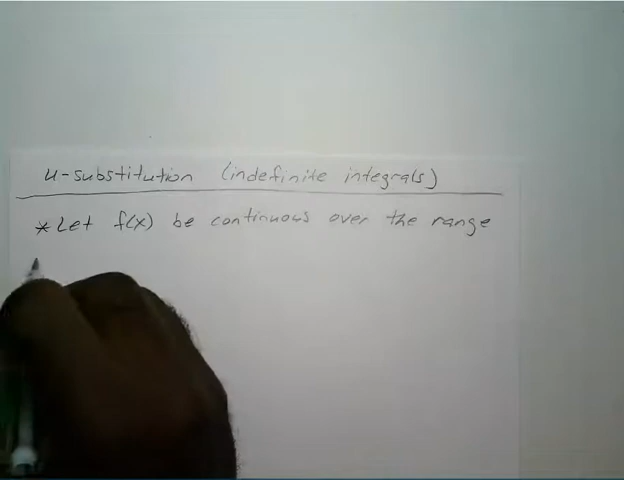 u-substitution (indefinite integrals)
* Let f(x) be continuous over the range